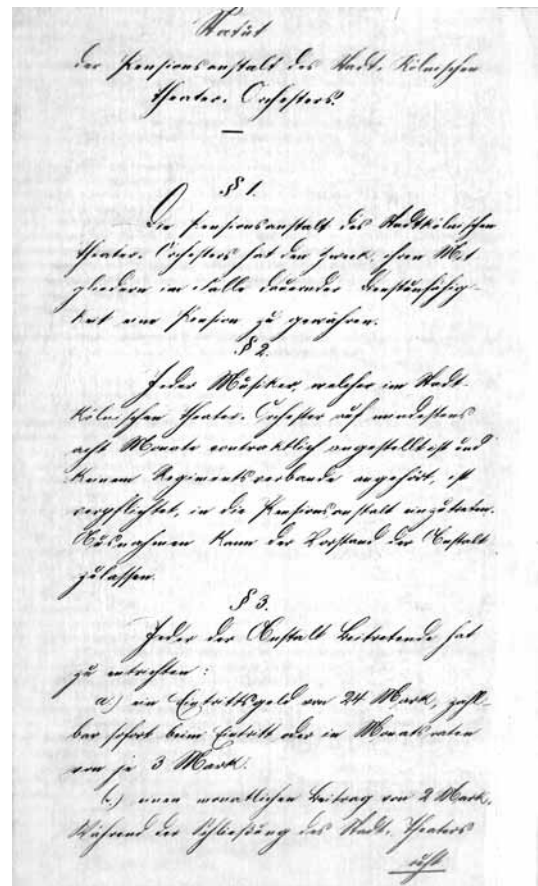 Statut
der Pensionsanstalt des Stadt. Kölnischen
Theater-Orchesters.
§ 1.
Die Pensionsanstalt des Stadtkölnischen
Theater-Orchesters hat den Zweck, ihren Mit
gliedern im Falle dauernder Dienstunfähig-
keit eine Pension zu gewähren.
§ 2.
Jeder Musiker, welcher im Stadt-
kölnischen Theater-Orchester auf mindestens
acht Monate contraktlich angestellt ist und
keinem Regimentsverbande angehört, ist
verpflichtet, in die Pensionsanstalt einzutreten.
Ausnahmen kann der Vorstand der Anstalt
zulassen.
§ 3.
Jeder der Anstalt Beitretende hat
zu entrichten:
a.) ein Eintrittsgeld von 24 Mark, zahl-
bar sofort beim Eintritt oder in Monatsraten
von je 3 Mark.
b.) einen monatlichen Beitrag von 2 Mark.
Während der Schließung des Stadt-Theaters
ruht